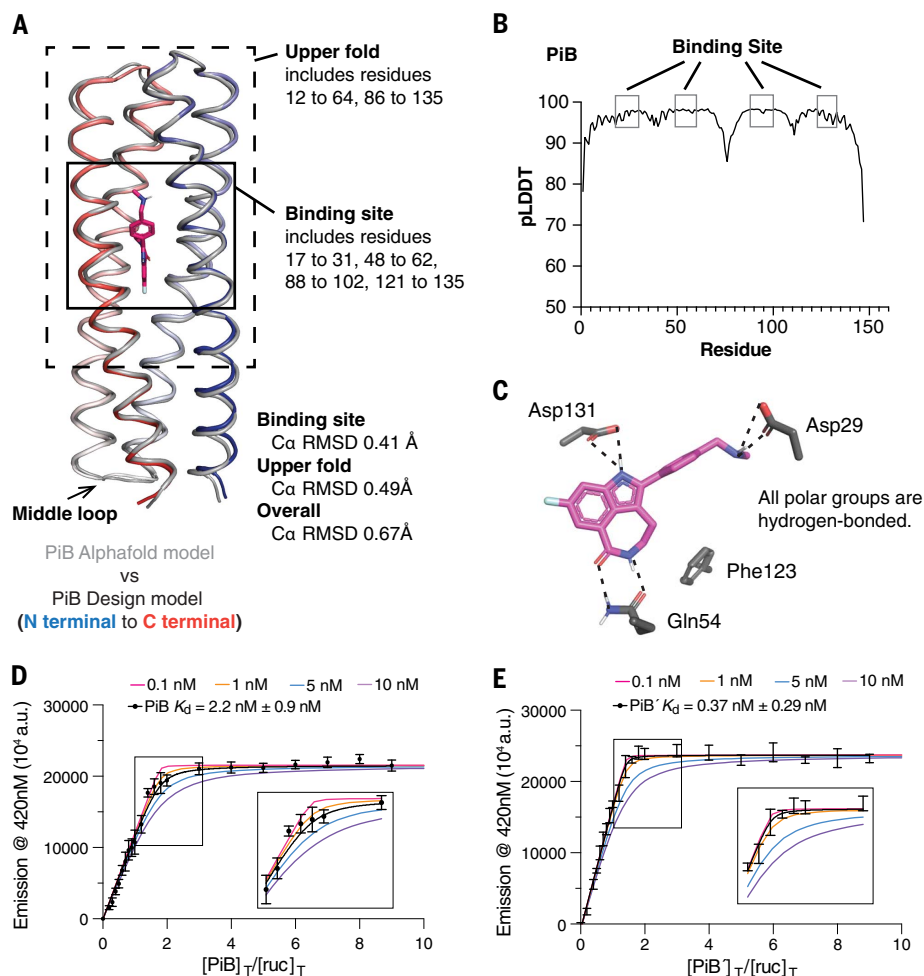 A
Upper fold
includes residues
12 to 64, 86 to 135
Binding site
includes residues
17 to 31, 48 to 62,
88 to 102, 121 to 135
Binding site
Cα RMSD 0.41 Å
Upper fold
Cα RMSD 0.49Å
Overall
Cα RMSD 0.67Å
Middle loop
PiB Alphafold model
vs
PiB Design model
(N terminal to C terminal)
B
PiB
Binding Site
100
90
80
70
60
50
pLDDT
0 50 100 150
Residue
C
Asp131
Asp29
All polar groups are
hydrogen-bonded.
Phe123
Gln54
D
0.1 nM 1 nM 5 nM 10 nM
PiB Kd = 2.2 nM ± 0.9 nM
Emission @ 420nM (10⁴ a.u.)
30000
20000
10000
0
0 2 4 6 8 10
[PiB]T/[ruc]T
E
0.1 nM 1 nM 5 nM 10 nM
PiB′ Kd = 0.37 nM ± 0.29 nM
Emission @ 420nM (10⁴ a.u.)
30000
20000
10000
0
0 2 4 6 8 10
[PiB′]T/[ruc]T